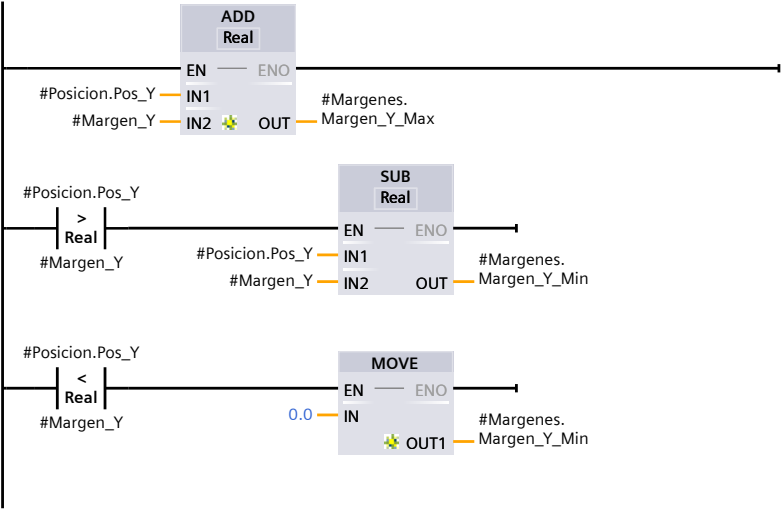 ADD
Real
EN
ENO
#Posicion.Pos_Y
IN1
#Margenes.
Margen_Y_Max
#Margen_Y
IN2
OUT
#Posicion.Pos_Y
>
Real
#Margen_Y
SUB
Real
EN
ENO
#Posicion.Pos_Y
IN1
#Margenes.
Margen_Y_Min
#Margen_Y
IN2
OUT
#Posicion.Pos_Y
<
Real
#Margen_Y
MOVE
EN
ENO
0.0
IN
#Margenes.
Margen_Y_Min
OUT1